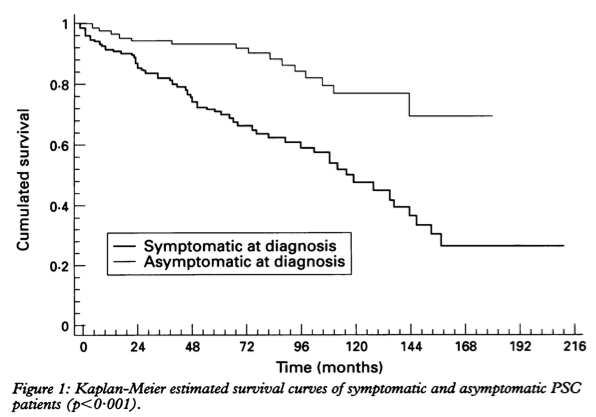 1
0·8
0·6
0·4
0·2
0
Cumulated survival
Symptomatic at diagnosis
Asymptomatic at diagnosis
0 24 48 72 96 120 144 168 192 216
Time (months)
Figure 1: Kaplan-Meier estimated survival curves of symptomatic and asymptomatic PSC
patients (p<0·001).